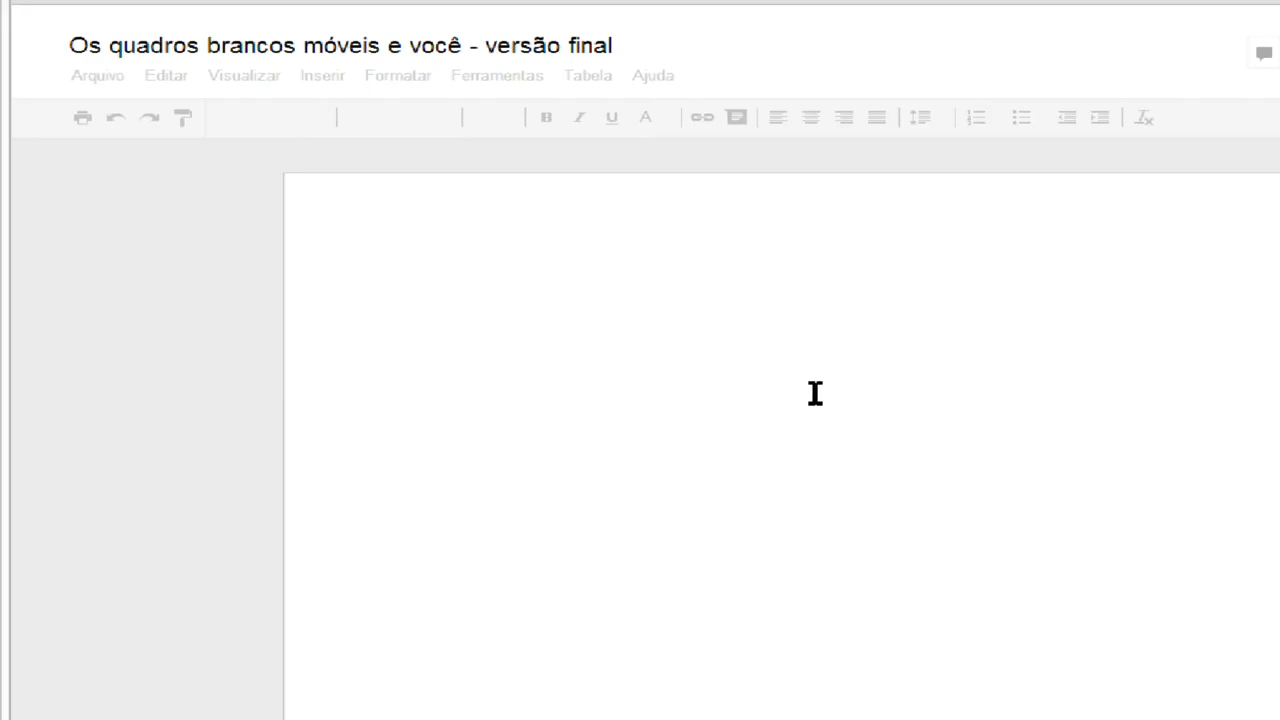 Os quadros brancos móveis e você - versão final
Arquivo Editar Visualizar Inserir Formatar Ferramentas Tabela Ajuda
B I U A